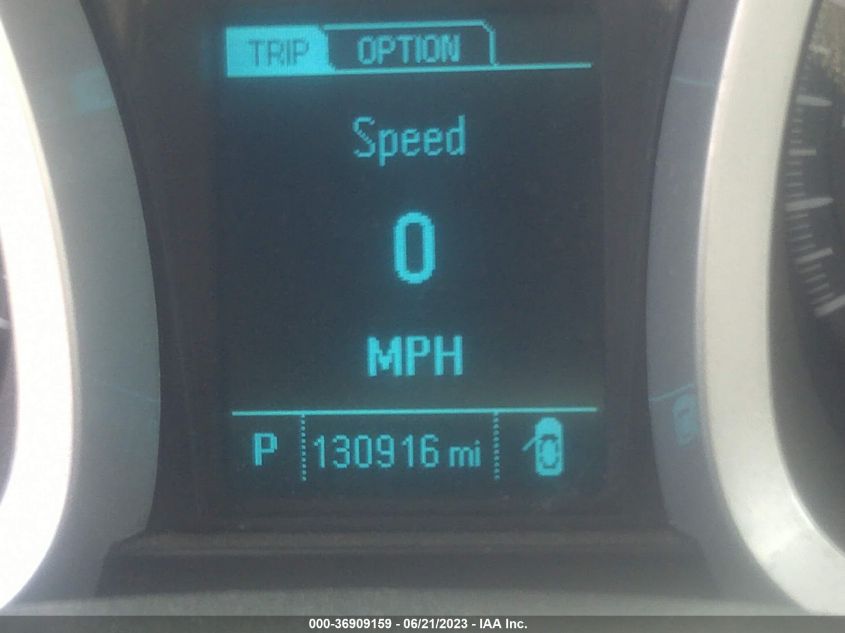 TRIP OPTION
Speed
0
MPH
P 130916 mi
000-36909159 - 06/21/2023 - IAA Inc.